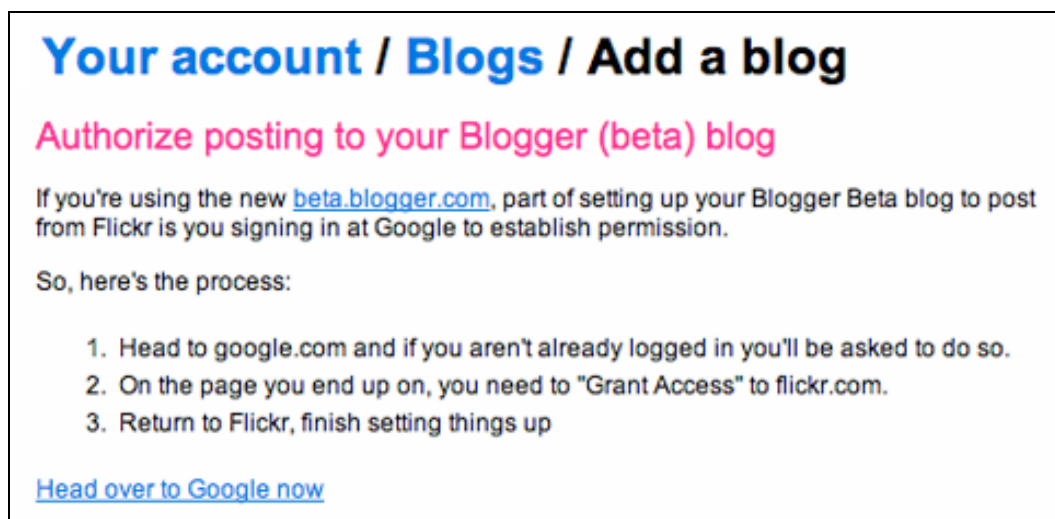 Your account / Blogs / Add a blog
Authorize posting to your Blogger (beta) blog
If you're using the new beta.blogger.com, part of setting up your Blogger Beta blog to post
from Flickr is you signing in at Google to establish permission.
So, here's the process:
1. Head to google.com and if you aren't already logged in you'll be asked to do so.
2. On the page you end up on, you need to "Grant Access" to flickr.com.
3. Return to Flickr, finish setting things up
Head over to Google now